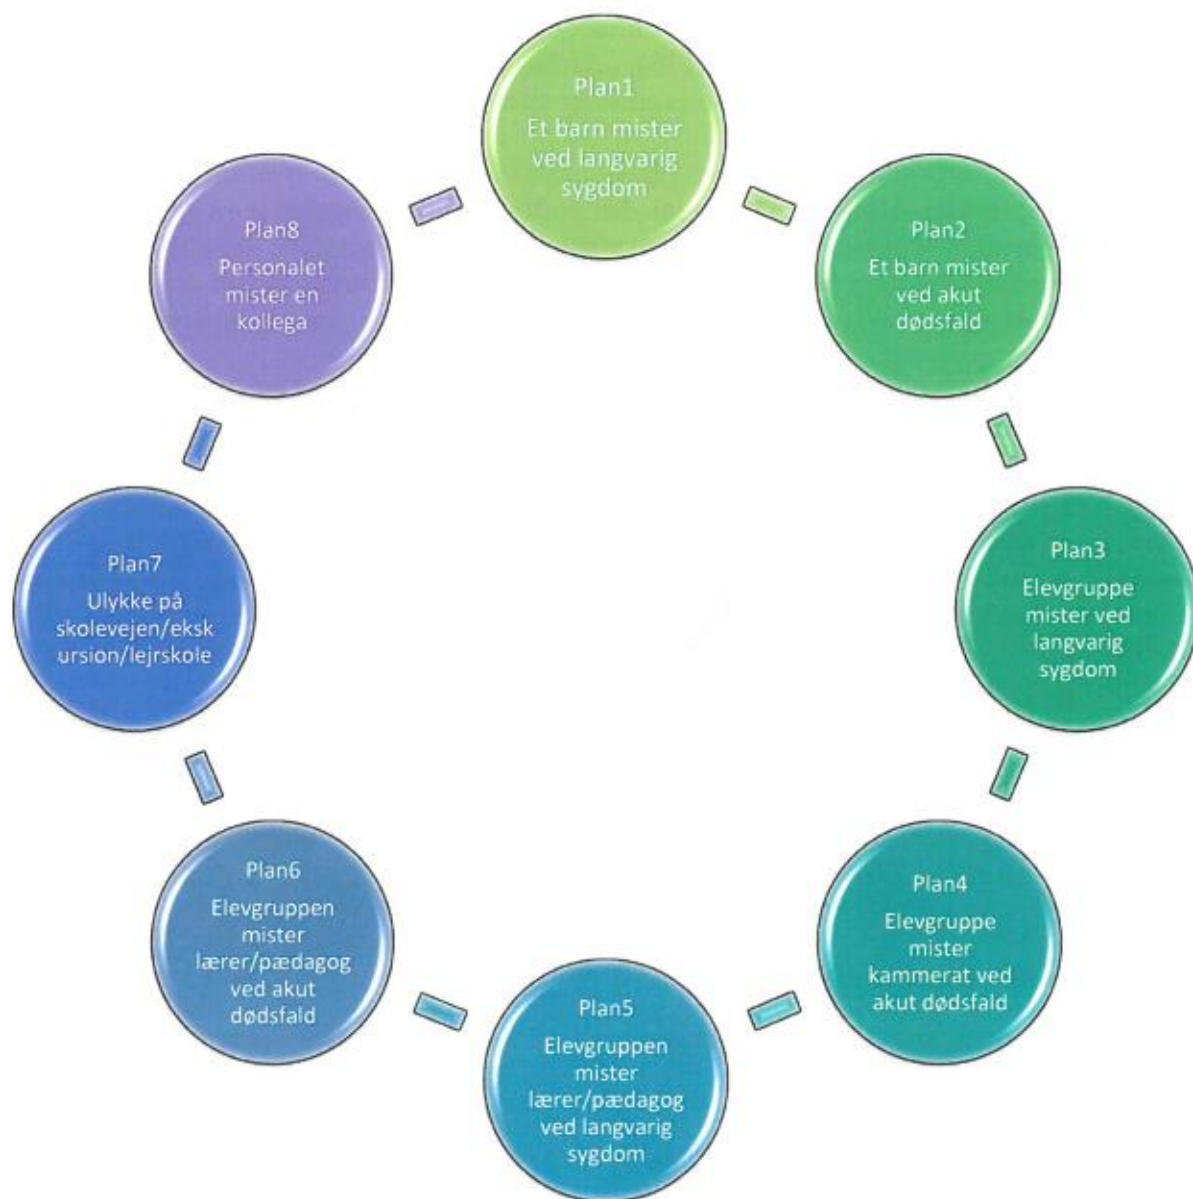 Plan1
Et barn mister
ved langvarig
sygdom
Plan2
Et barn mister
ved akut
dødsfald
Plan3
Elevgruppe
mister ved
langvarig
sygdom
Plan4
Elevgruppe
mister
kammerat ved
akut dødsfald
Plan5
Elevgruppen
mister
lærer/pædagog
ved langvarig
sygdom
Plan6
Elevgruppen
mister
lærer/pædagog
ved akut
dødsfald
Plan7
Ulykke på
skolevejen/eksk
ursion/lejrskole
Plan8
Personalet
mister en
kollega